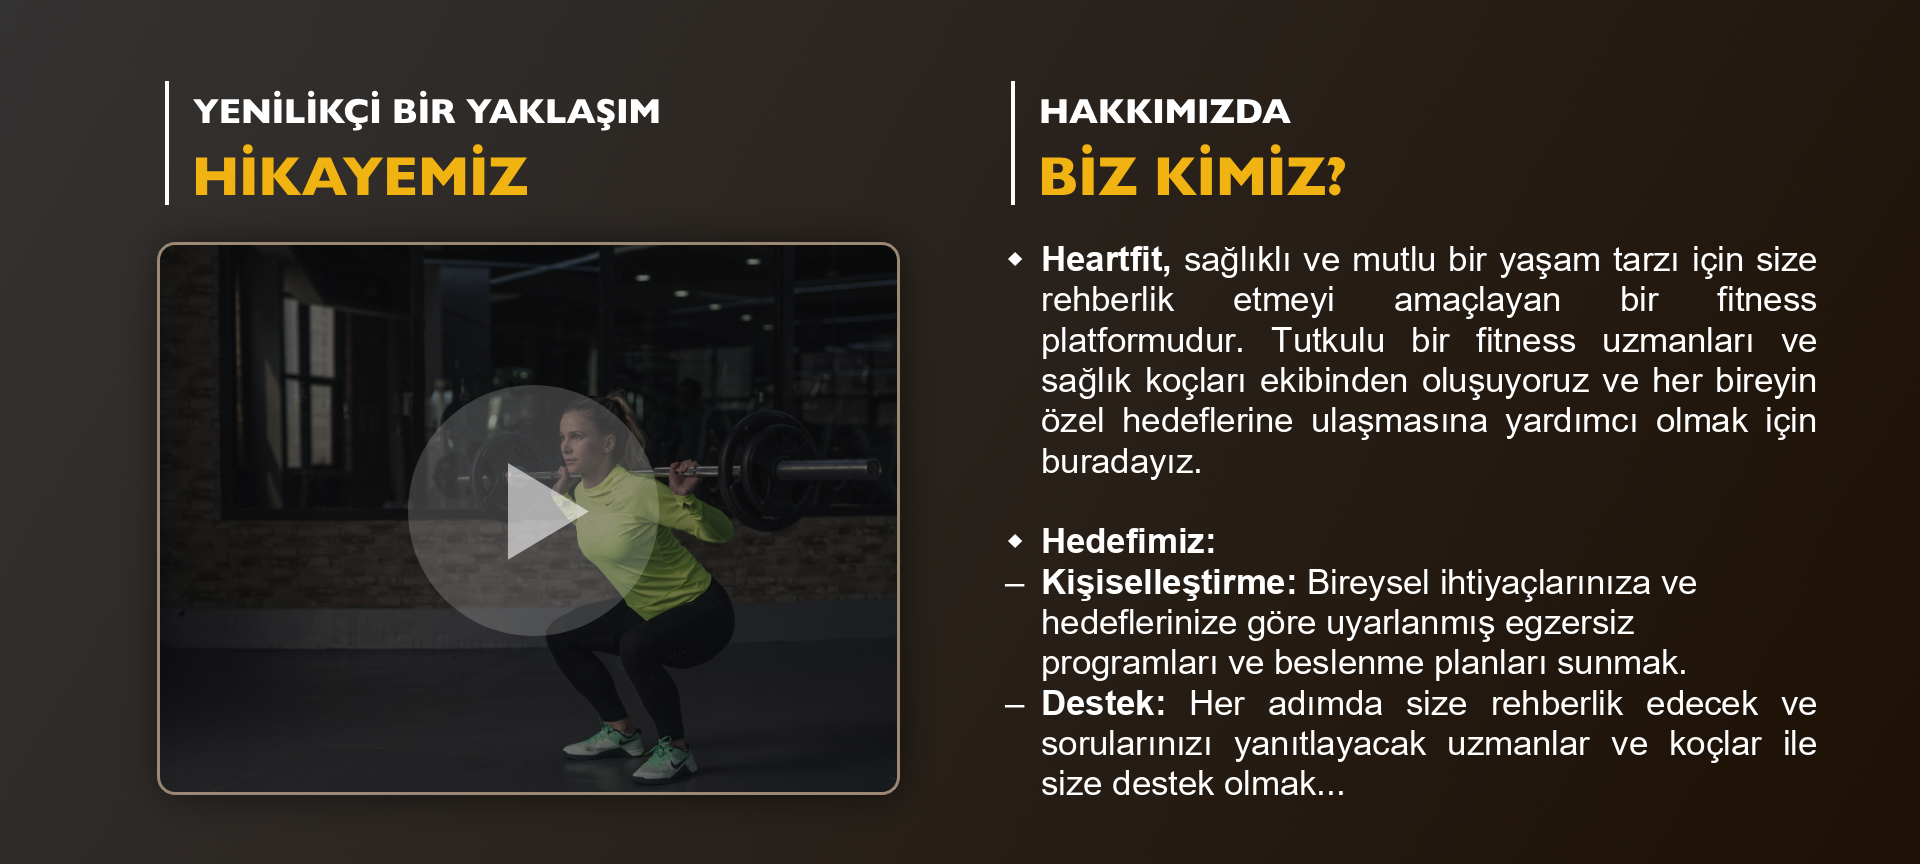 YENİLİKÇİ BİR YAKLAŞIM
HİKAYEMİZ
HAKKIMIZDA
BİZ KİMİZ?
Heartfit, sağlıklı ve mutlu bir yaşam tarzı için size
rehberlik etmeyi amaçlayan bir fitness
platformudur. Tutkulu bir fitness uzmanları ve
sağlık koçları ekibinden oluşuyoruz ve her bireyin
özel hedeflerine ulaşmasına yardımcı olmak için
buradayız.
Hedefimiz:
– Kişiselleştirme: Bireysel ihtiyaçlarınıza ve
hedeflerinize göre uyarlanmış egzersiz
programları ve beslenme planları sunmak.
– Destek: Her adımda size rehberlik edecek ve
sorularınızı yanıtlayacak uzmanlar ve koçlar ile
size destek olmak...